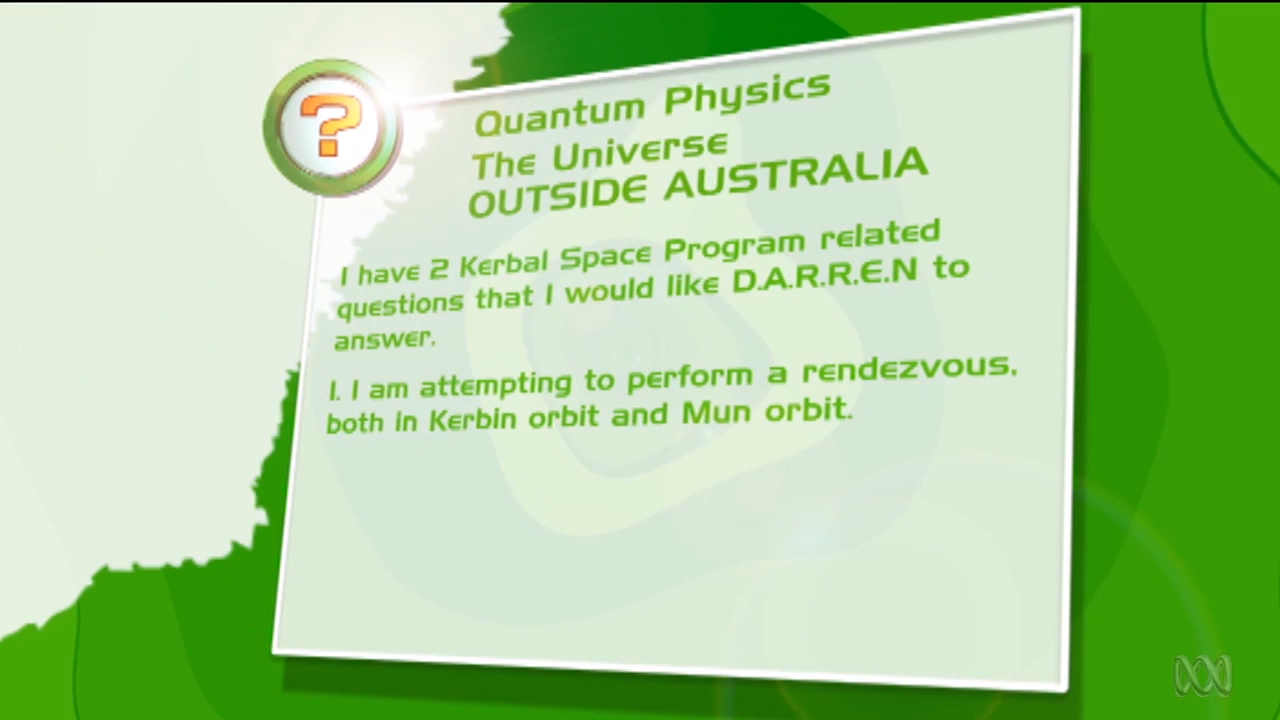 ?
Quantum Physics
The Universe
OUTSIDE AUSTRALIA
I have 2 Kerbal Space Program related
questions that I would like D.A.R.R.E.N to
answer.
1. I am attempting to perform a rendezvous,
both in Kerbin orbit and Mun orbit.